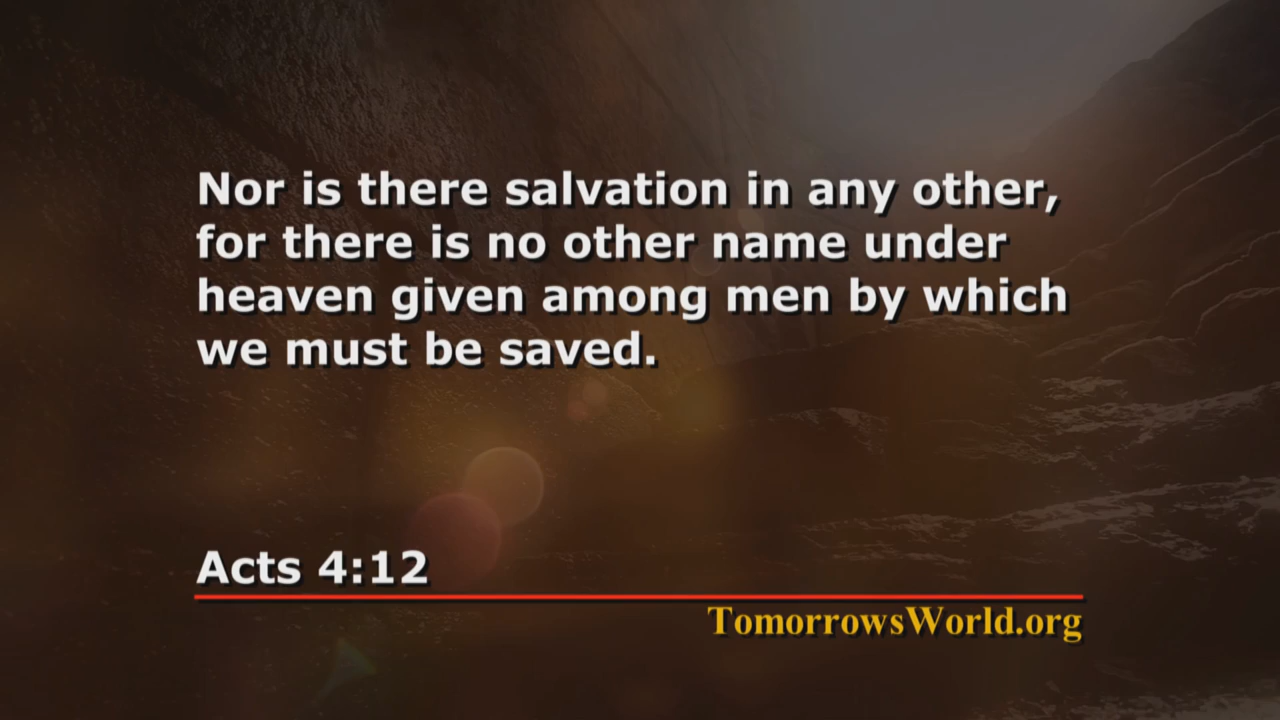 Nor is there salvation in any other,
for there is no other name under
heaven given among men by which
we must be saved.
Acts 4:12
TomorrowsWorld.org